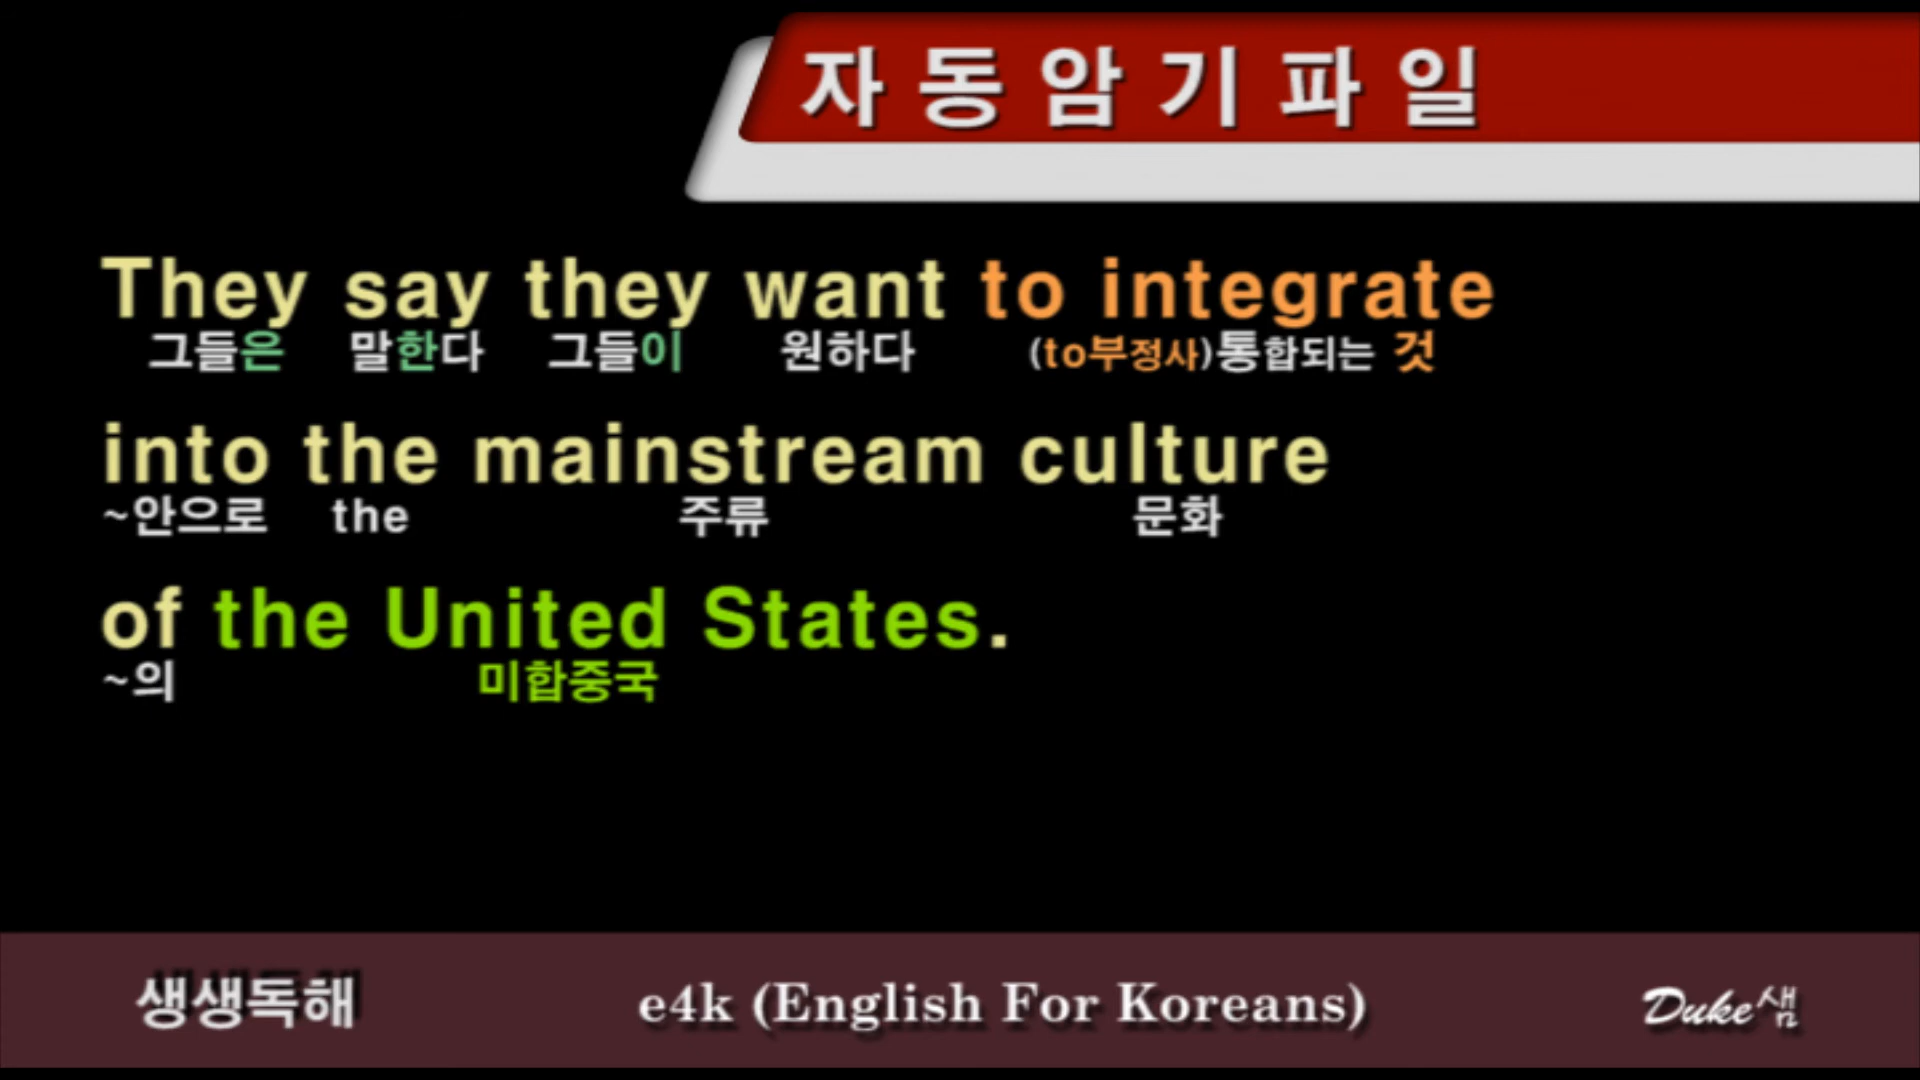 자동암기파일
They say they want to integrate
그들은 말한다 그들이 원하다 (to부정사)통합되는 것
into the mainstream culture
~안으로 the 주류 문화
of the United States.
~의 미합중국
생생독해 e4k (English For Koreans) Duke샘